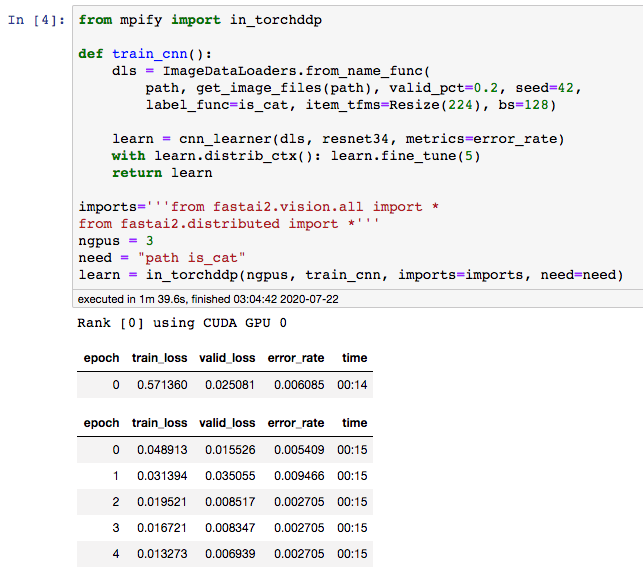 In [4]: from mpify import in_torchddp
def train_cnn():
dls = ImageDataLoaders.from_name_func(
path, get_image_files(path), valid_pct=0.2, seed=42,
label_func=is_cat, item_tfms=Resize(224), bs=128)
learn = cnn_learner(dls, resnet34, metrics=error_rate)
with learn.distrib_ctx(): learn.fine_tune(5)
return learn
imports='''from fastai2.vision.all import *
from fastai2.distributed import *'''
ngpus = 3
need = "path is_cat"
learn = in_torchddp(ngpus, train_cnn, imports=imports, need=need)
executed in 1m 39.6s, finished 03:04:42 2020-07-22
Rank [0] using CUDA GPU 0
epoch train_loss valid_loss error_rate time
0 0.571360 0.025081 0.006085 00:14
epoch train_loss valid_loss error_rate time
0 0.048913 0.015526 0.005409 00:15
1 0.031394 0.035055 0.009466 00:15
2 0.019521 0.008517 0.002705 00:15
3 0.016721 0.008347 0.002705 00:15
4 0.013273 0.006939 0.002705 00:15